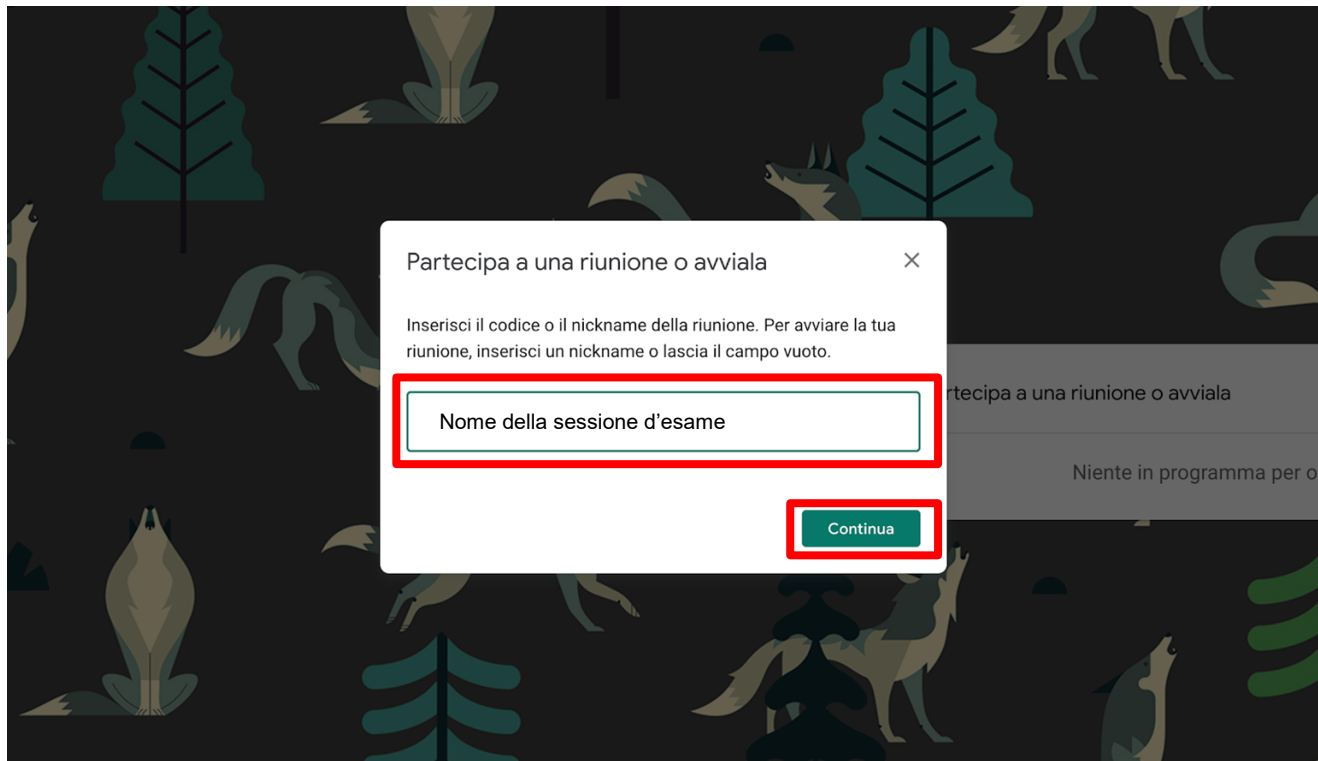 Partecipa a una riunione o avviala
Inserisci il codice o il nickname della riunione. Per avviare la tua
riunione, inserisci un nickname o lascia il campo vuoto.
Nome della sessione d’esame
rtecipa a una riunione o avviala
Niente in programma per o
Continua